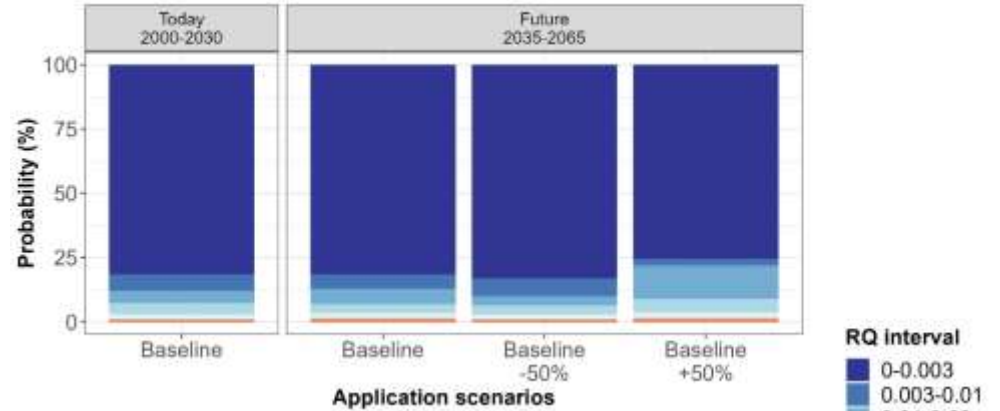 Today
2000-2030
Future
2035-2065
Probability (%)
100
75
50
25
0
Baseline
Baseline
Baseline
-50%
Baseline
+50%
Application scenarios
RQ interval
0-0.003
0.003-0.01